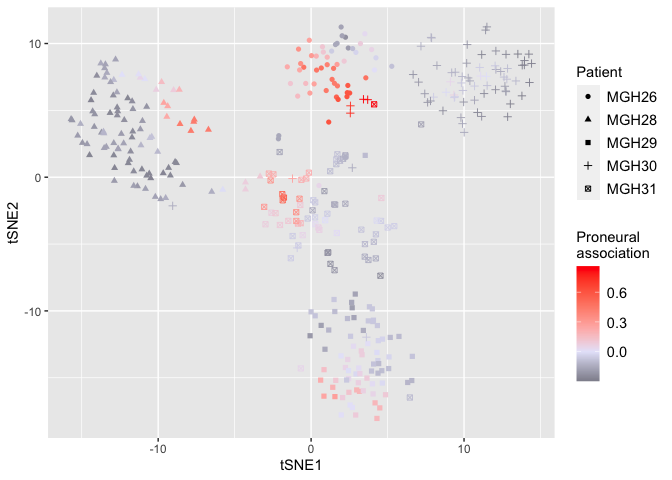 10
0
-10
tSNE2
-10
0
10
tSNE1
Patient
MGH26
MGH28
MGH29
MGH30
MGH31
Proneural
association
0.6
0.3
0.0